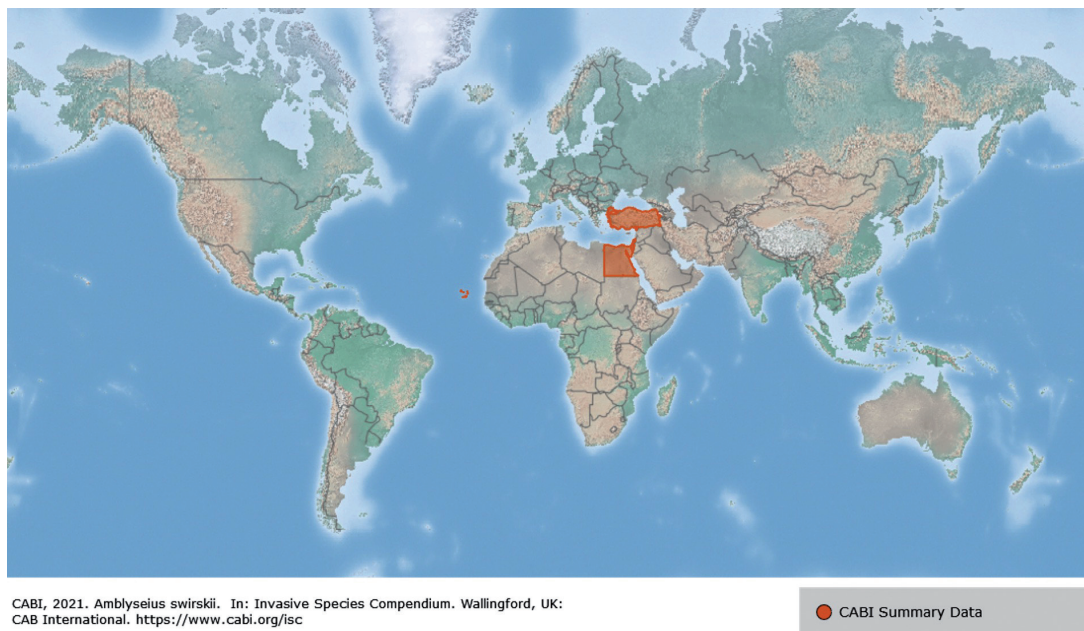 CABI, 2021. Amblyseius swirskii. In: Invasive Species Compendium. Wallingford, UK:
CAB International. https://www.cabi.org/isc
CABI Summary Data